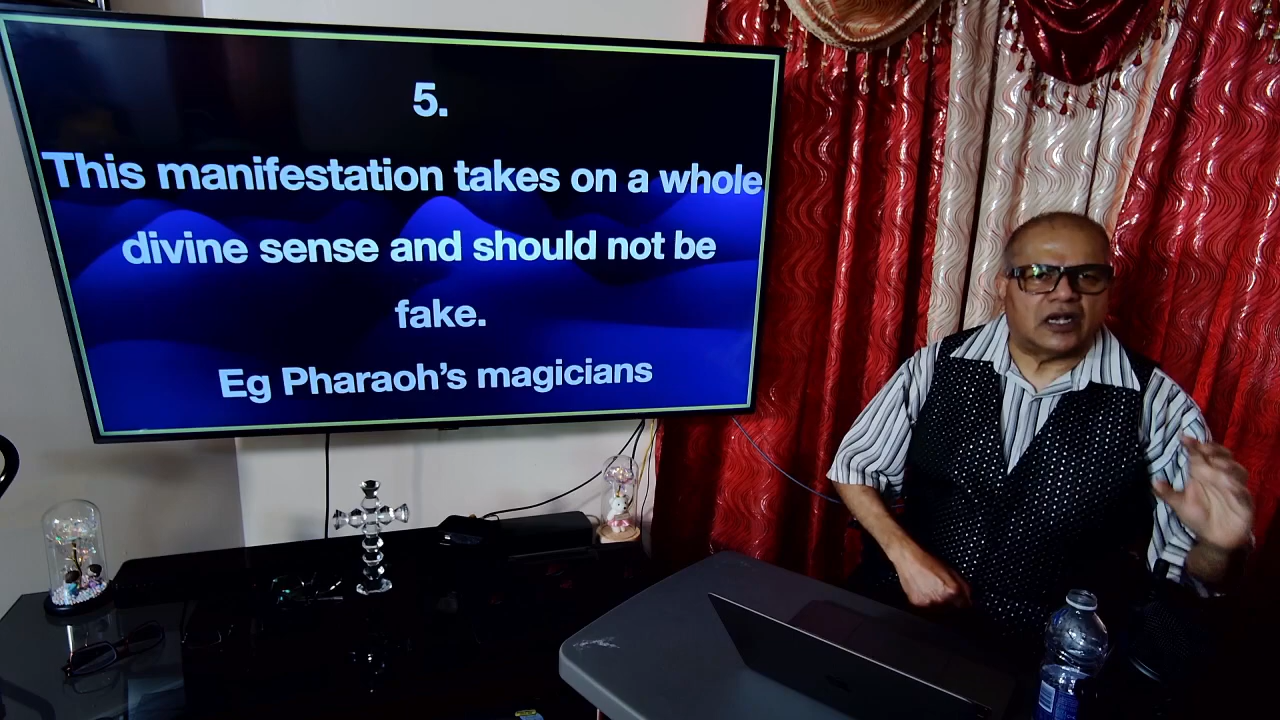 5.
This manifestation takes on a whole
divine sense and should not be
fake.
Eg Pharaoh's magicians